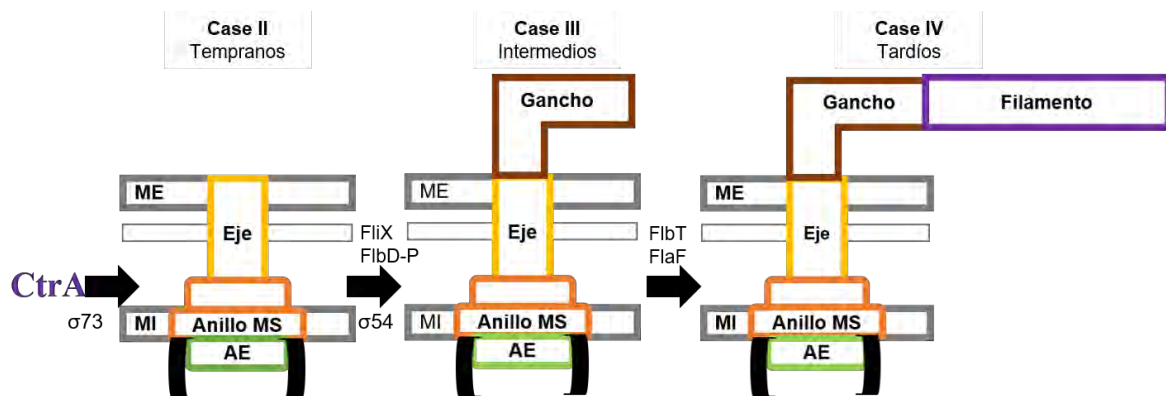 Case II
Tempranos
Case III
Intermedios
Case IV
Tardíos
Gancho
Gancho
Filamento
ME
Eje
FliX
FlbD-P
ME
Eje
FlbT
FlaF
ME
Eje
CtrA
σ73
MI
Anillo MS
AE
σ54
MI
Anillo MS
AE
MI
Anillo MS
AE